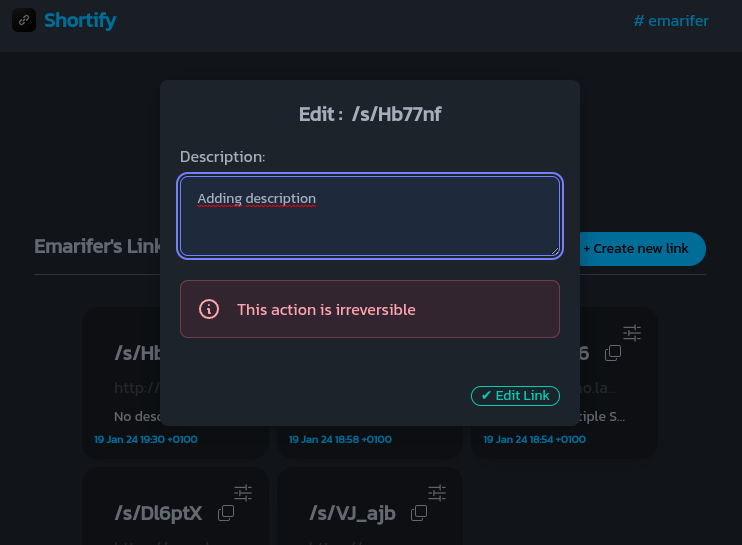 Shortify
# emarifer
Edit : /s/Hb77nf
Description:
Adding description
Emarifer's Link
+ Create new link
This action is irreversible
/s/Hb
6
http://
no.la...
No desc
tiple S...
✔ Edit Link
19 Jan 24 19:30 +0100
19 Jan 24 18:58 +0100
19 Jan 24 18:54 +0100
/s/Dl6ptX
/s/VJ_ajb